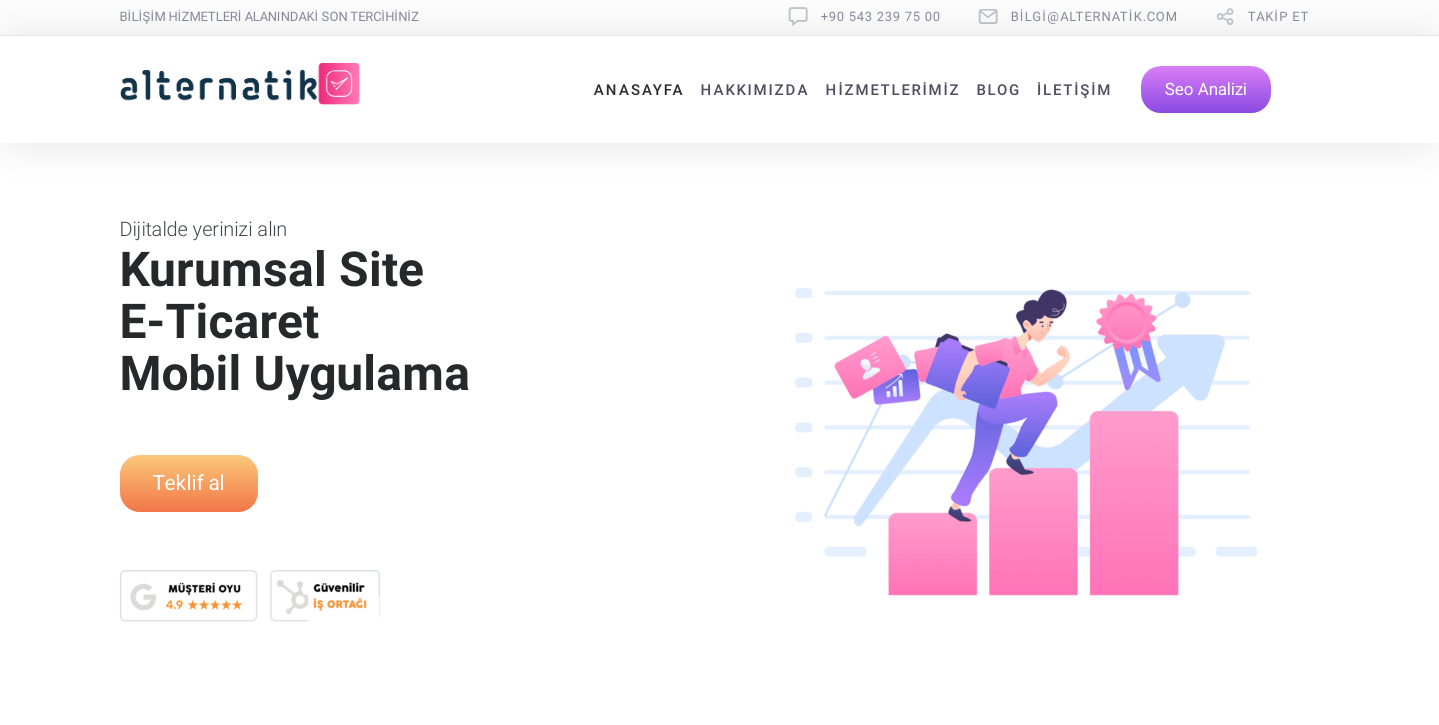 BİLİŞİM HİZMETLERİ ALANINDAKİ SON TERCİHİNİZ
+90 543 239 75 00
BİLGİ@ALTERNATİK.COM
TAKİP ET
alternatik
ANASAYFA
HAKKIMIZDA
HİZMETLERİMİZ
BLOG
İLETİŞİM
Seo Analizi
Dijitalde yerinizi alın
Kurumsal Site
E-Ticaret
Mobil Uygulama
Teklif al
MÜŞTERİ OYU
4.9 ★★★★★
Güvenilir
İŞ ORTAĞI